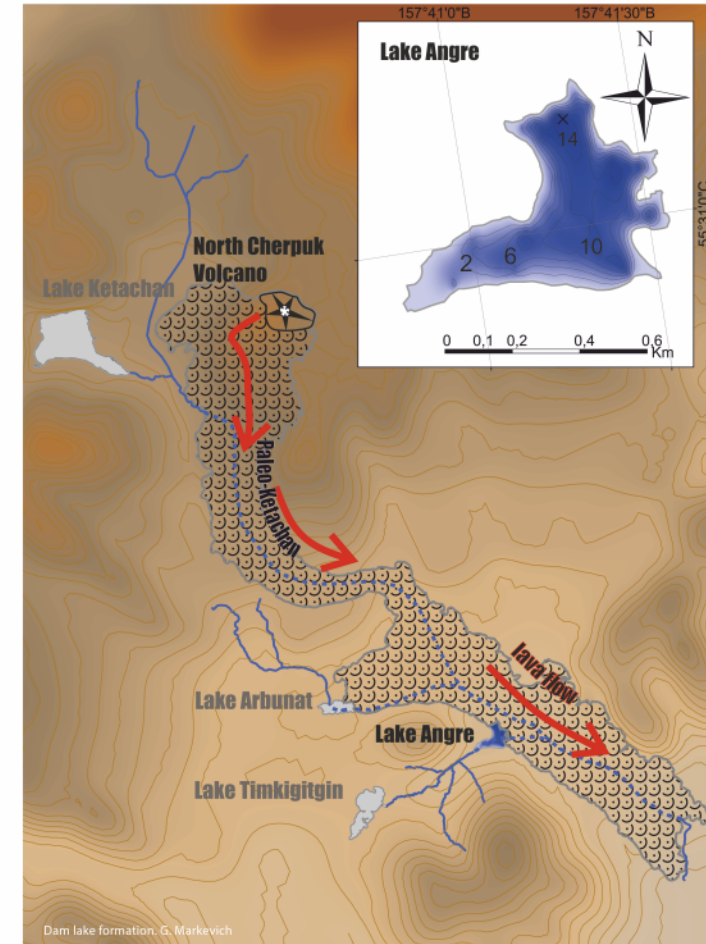 157°41'0"B
157°41'30"B
Lake Angre
N
14
55°31'0"C
2
6
10
0
0,1
0,2
0,4
0,6
Km
North Cherpuk
Volcano
Lake Ketachan
Paleo-Ketachan
lava flow
Lake Arbunat
Lake Angre
Lake Timkigitgin
Dam lake formation. G. Markevich